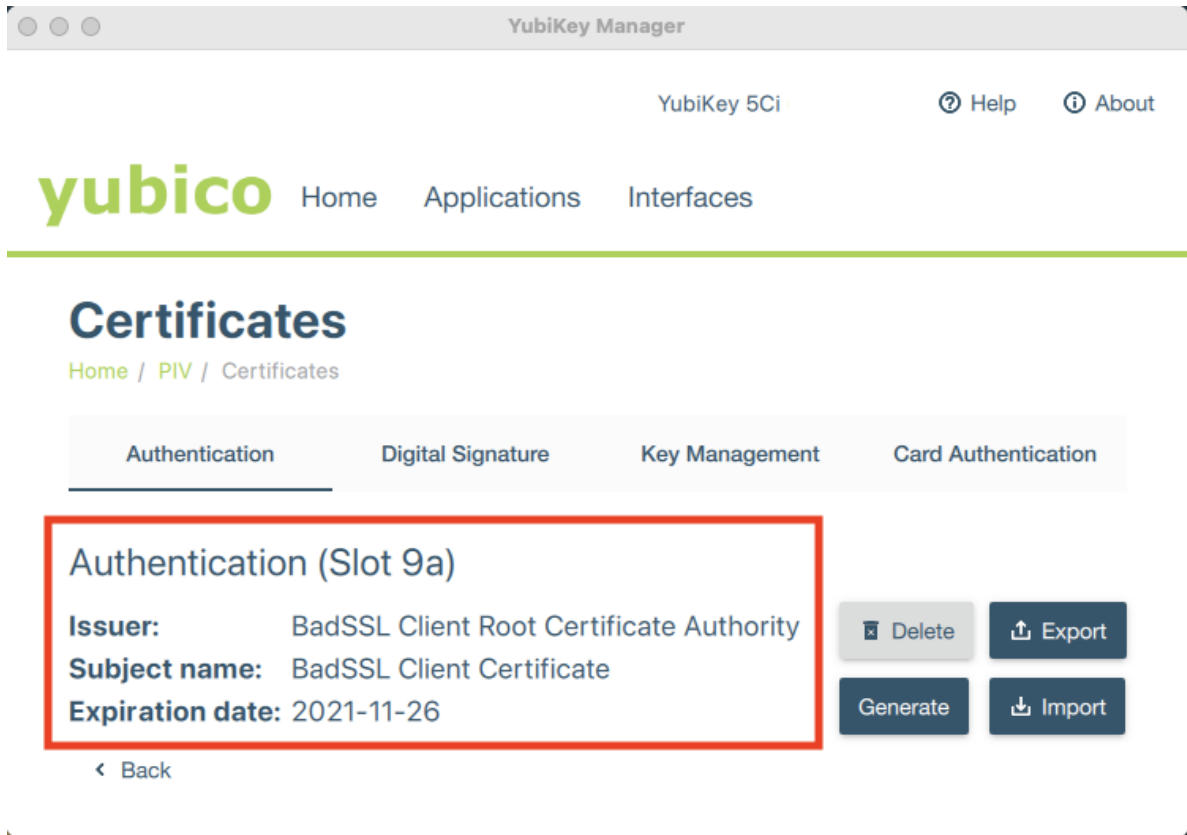 YubiKey Manager
YubiKey 5Ci Help About
yubico Home Applications Interfaces
Certificates
Home / PIV / Certificates
Authentication Digital Signature Key Management Card Authentication
Authentication (Slot 9a)
Issuer: BadSSL Client Root Certificate Authority
Subject name: BadSSL Client Certificate
Expiration date: 2021-11-26
Delete Export
Generate Import
Back